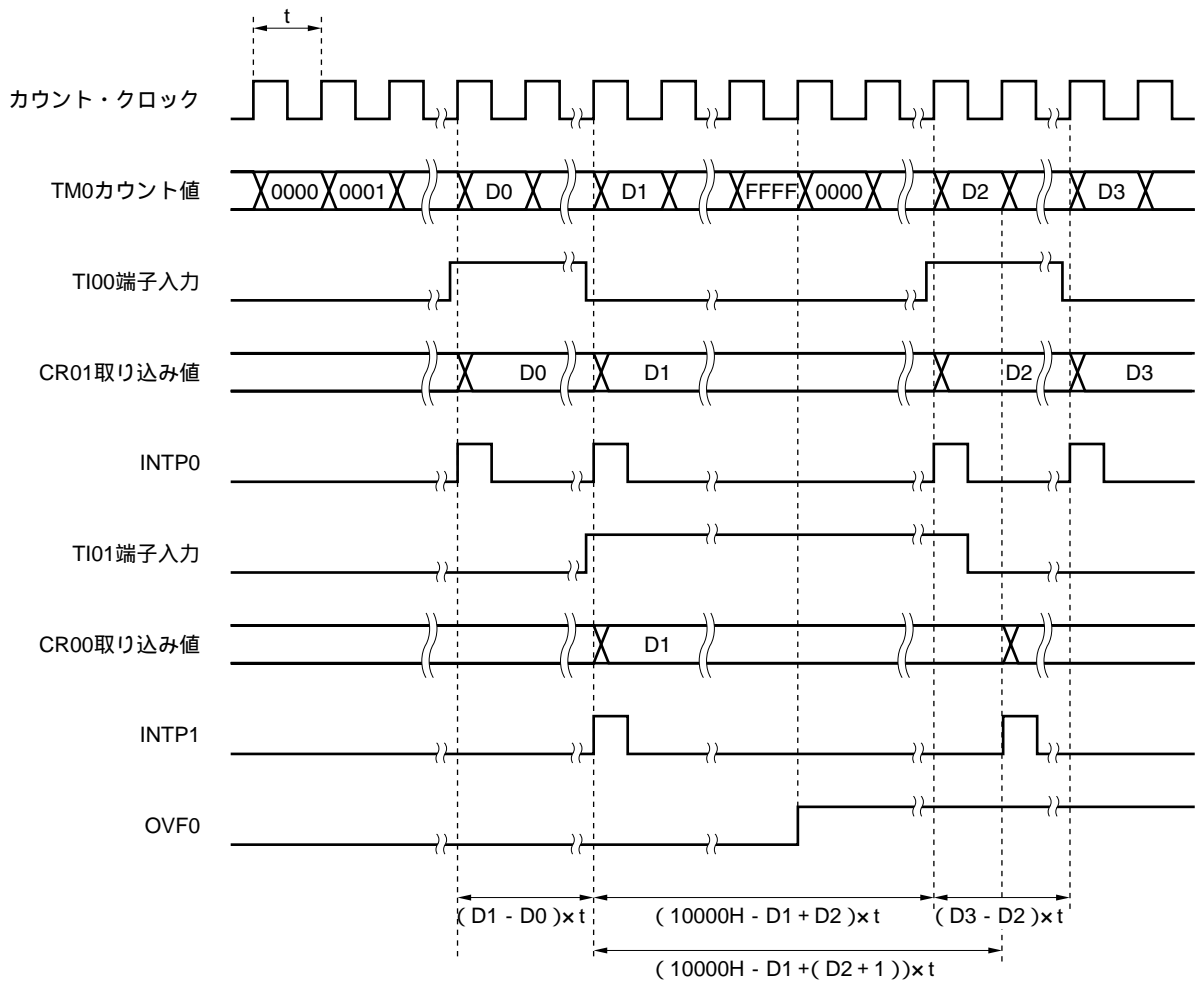 t
カウント・クロック
TM0カウント値 0000 0001 D0 D1 FFFF 0000 D2 D3
TI00端子入力
CR01取り込み値 D0 D1 D2 D3
INTP0
TI01端子入力
CR00取り込み値 D1
INTP1
OVF0
(D1 - D0)×t (10000H - D1 + D2)×t (D3 - D2)×t
(10000H - D1 +(D2 + 1))×t